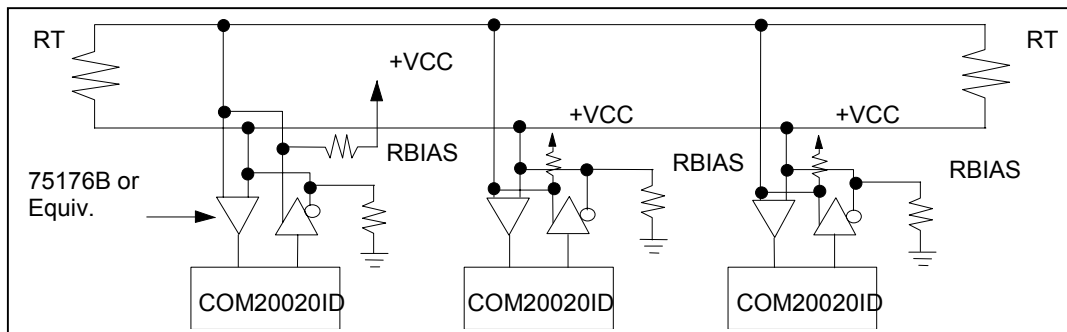 RT
RT
+VCC
+VCC
+VCC
RBIAS
RBIAS
RBIAS
75176B or
Equiv.
COM20020ID
COM20020ID
COM20020ID